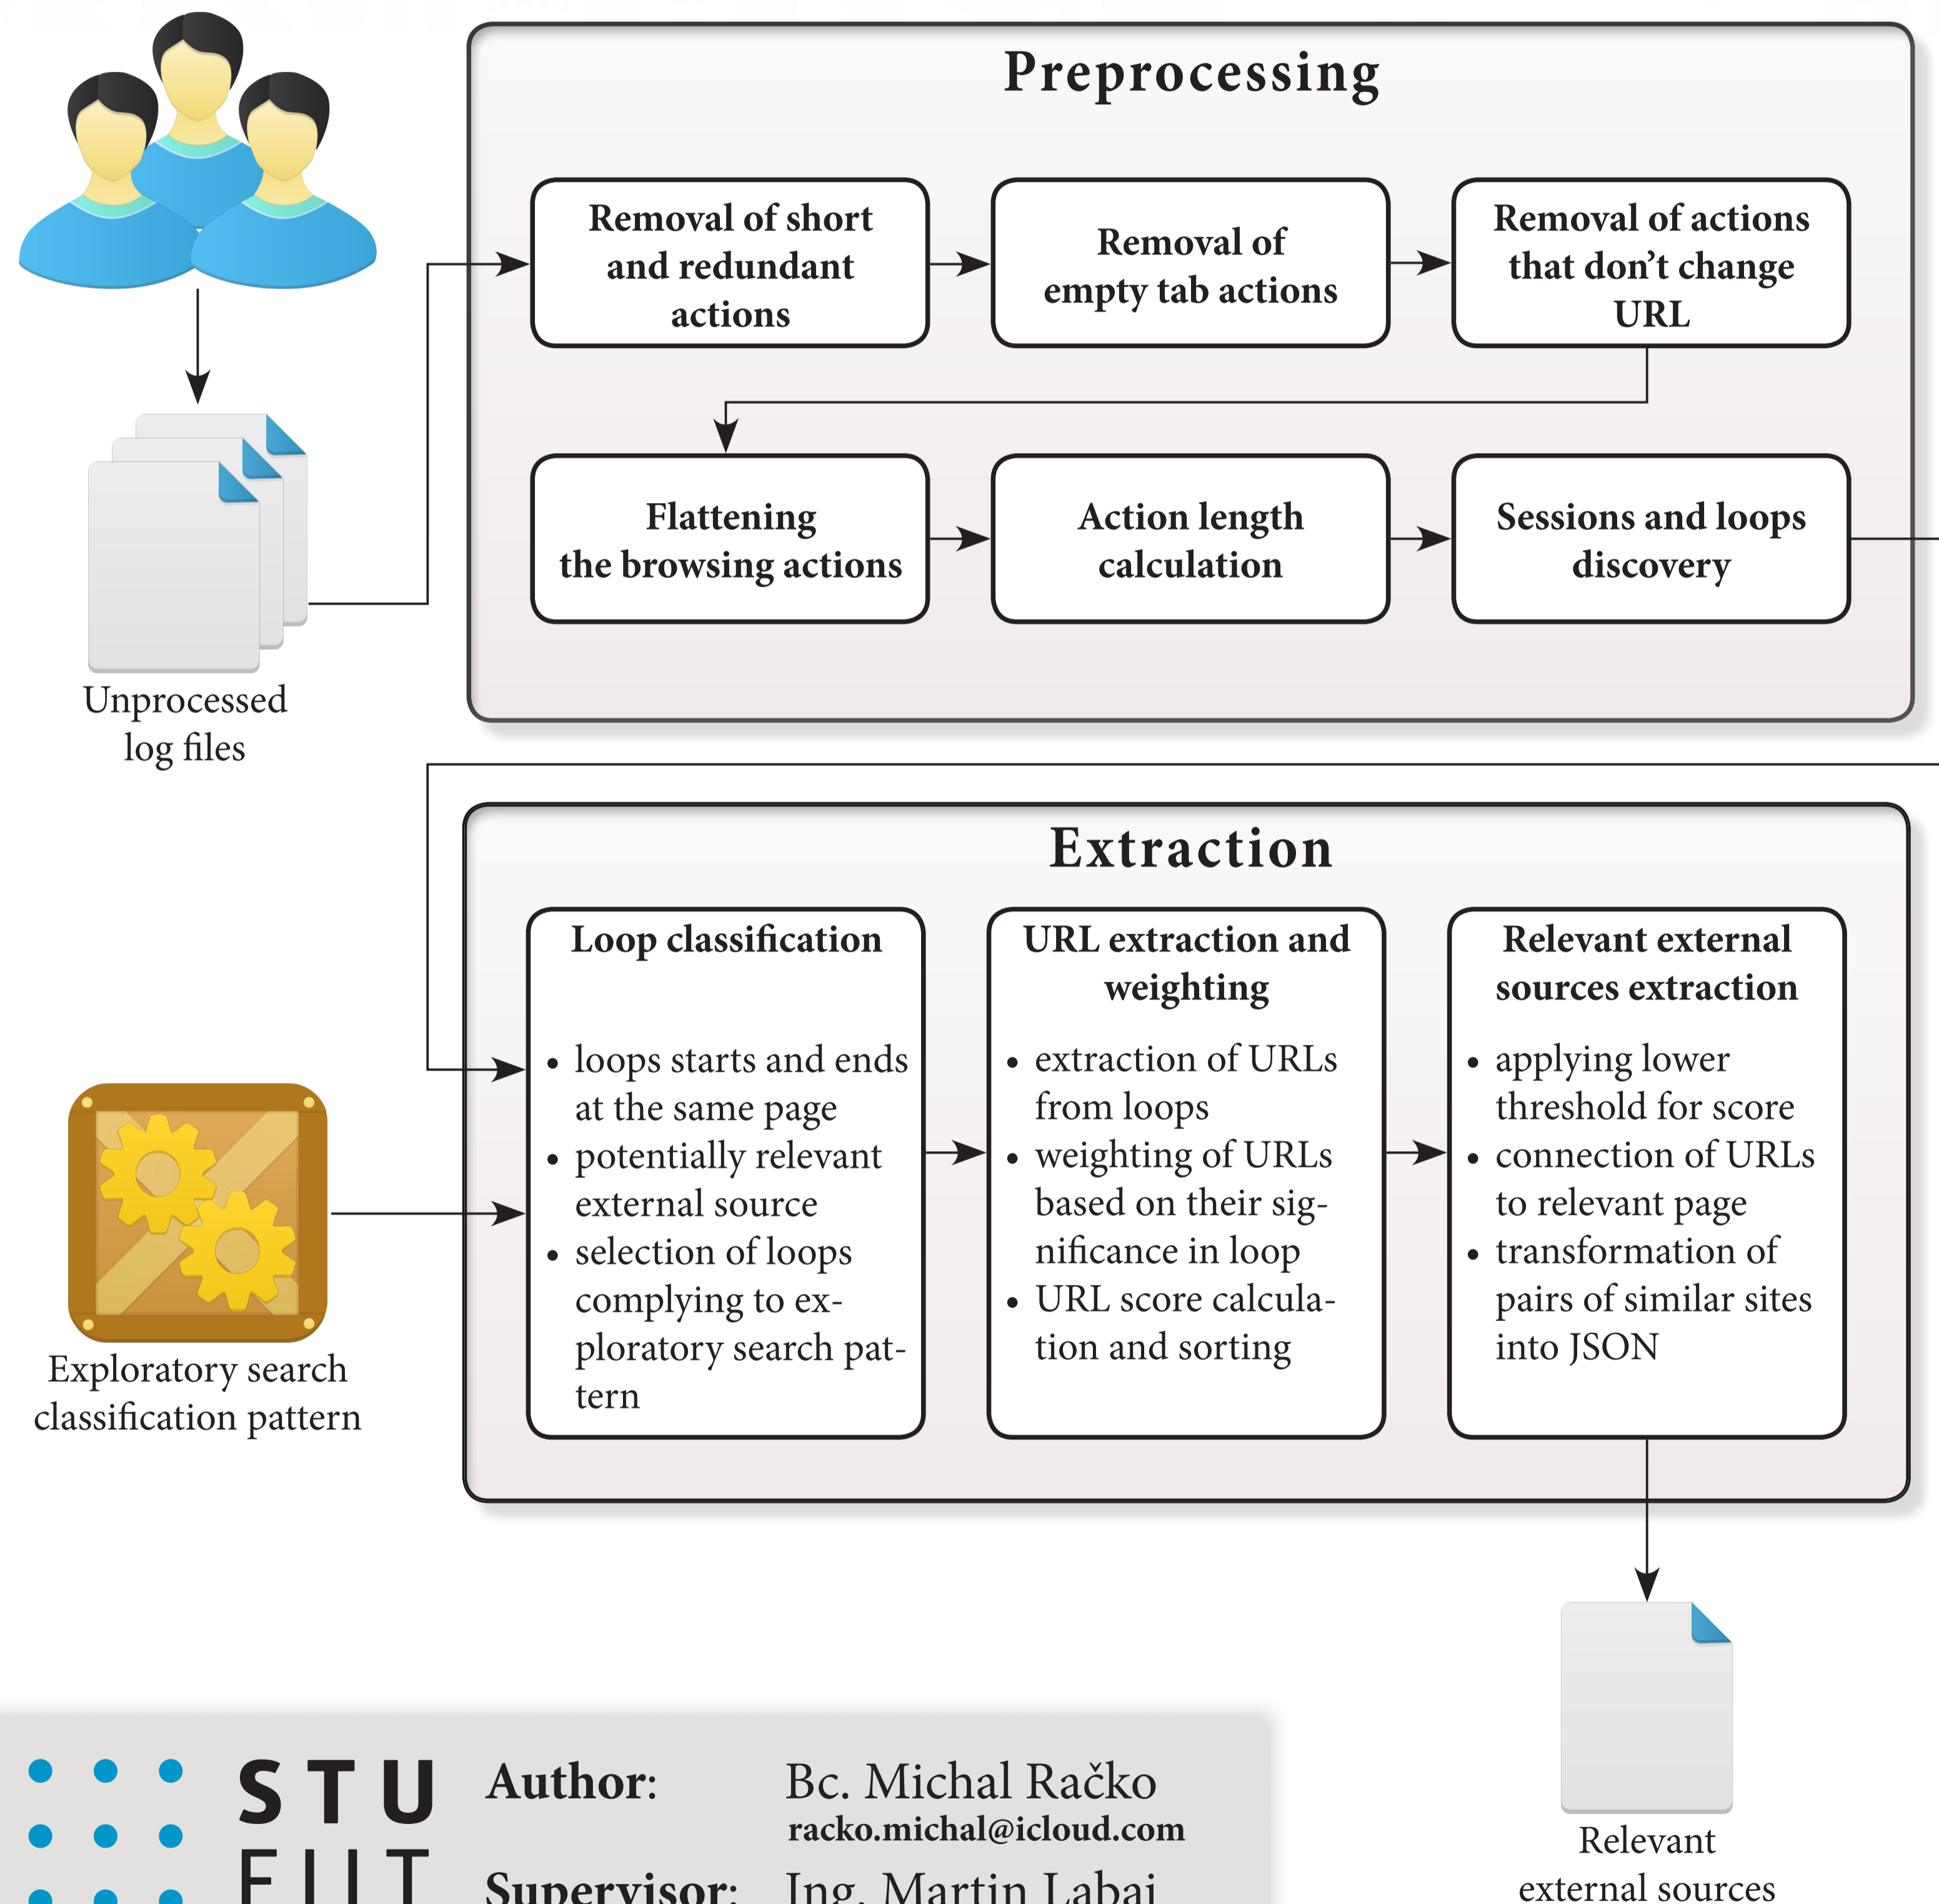 Preprocessing
Removal of short
and redundant
actions
Removal of
empty tab actions
Removal of actions
that don’t change
URL
Flattening
the browsing actions
Action length
calculation
Sessions and loops
discovery
Unprocessed
log files
Extraction
Loop classification
• loops starts and ends
at the same page
• potentially relevant
external source
• selection of loops
complying to ex-
ploratory search pat-
tern
URL extraction and
weighting
• extraction of URLs
from loops
• weighting of URLs
based on their sig-
nificance in loop
• URL score calcula-
tion and sorting
Relevant external
sources extraction
• applying lower
threshold for score
• connection of URLs
to relevant page
• transformation of
pairs of similar sites
into JSON
Exploratory search
classification pattern
Relevant
external sources
STU
FIIT
Author: Bc. Michal Račko
racko.michal@icloud.com
Supervisor: Ing. Martin Labaj